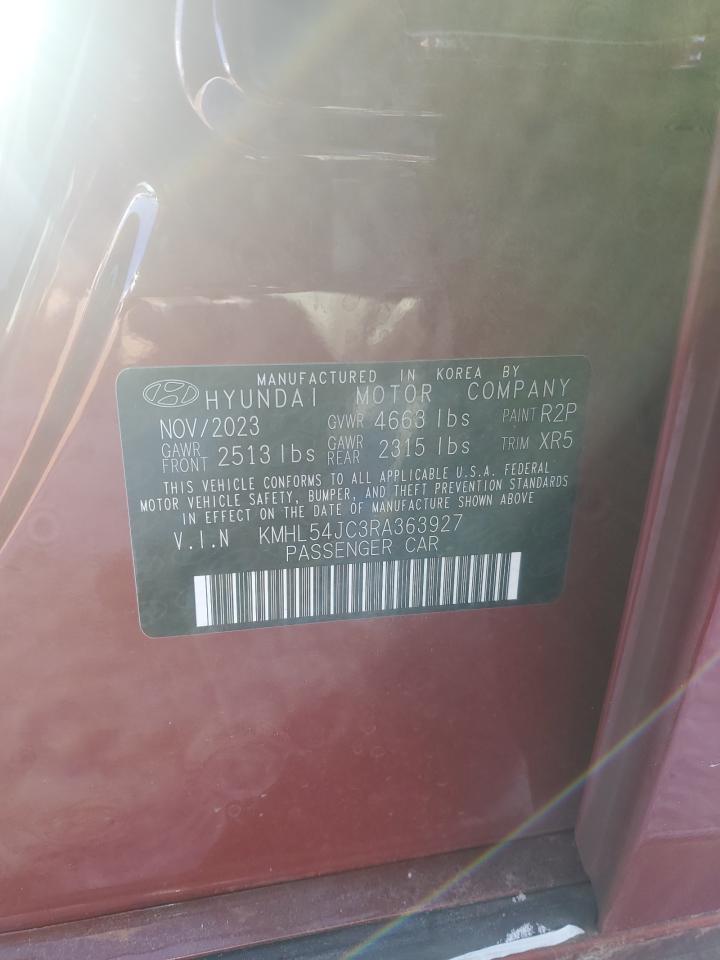 MANUFACTURED IN KOREA BY
HYUNDAI MOTOR COMPANY
NOV/2023 GVWR 4663 lbs PAINT R2P
GAWR FRONT 2513 lbs GAWR REAR 2315 lbs TRIM XR5
THIS VEHICLE CONFORMS TO ALL APPLICABLE U.S.A. FEDERAL
MOTOR VEHICLE SAFETY, BUMPER, AND THEFT PREVENTION STANDARDS
IN EFFECT ON THE DATE OF MANUFACTURE SHOWN ABOVE
V.I.N KMHL54JC3RA363927
PASSENGER CAR